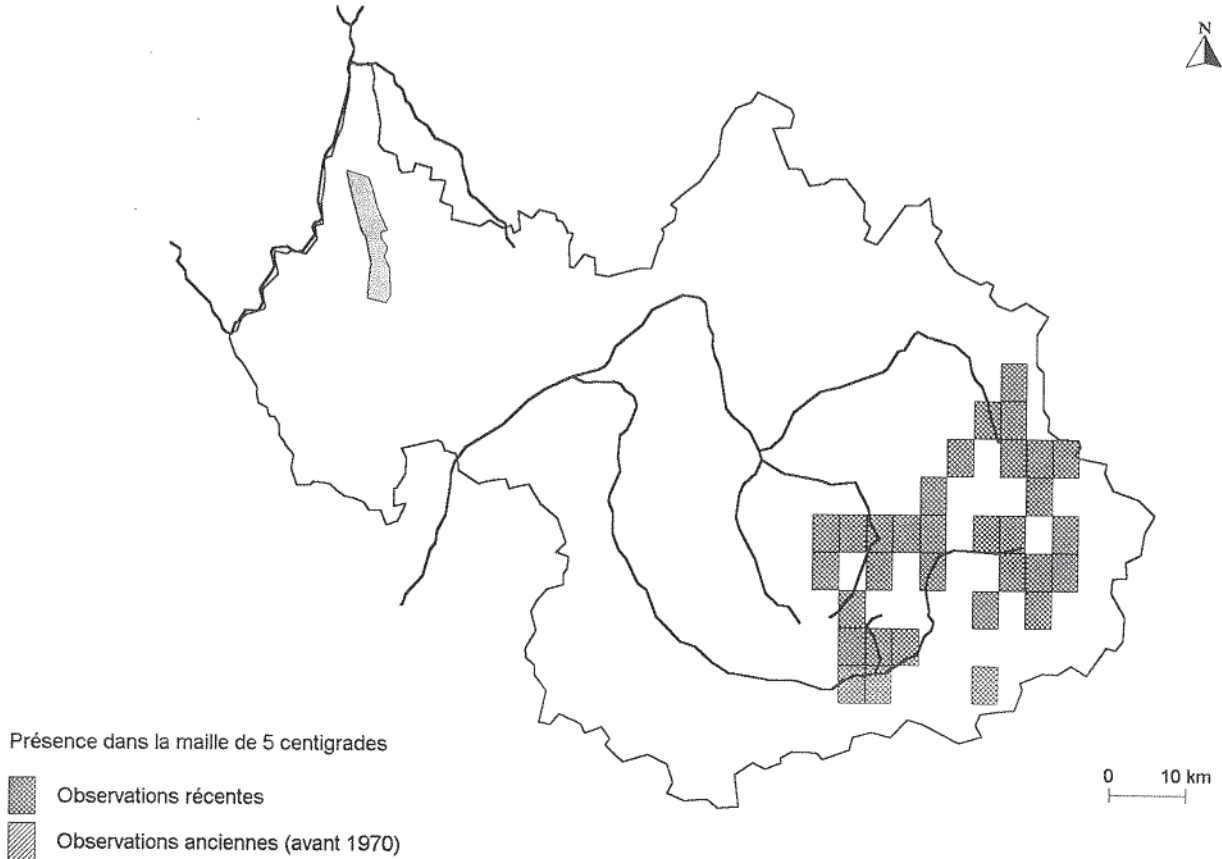 N
Présence dans la maille de 5 centigrades
Observations récentes
Observations anciennes (avant 1970)
0 10 km